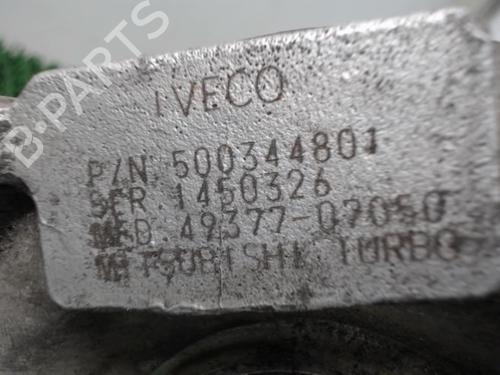 B-PARTS
IVECO
P/N. 500344801
SER. 1450326
MOD. 49377-07050
MITSUBISHI TURBO